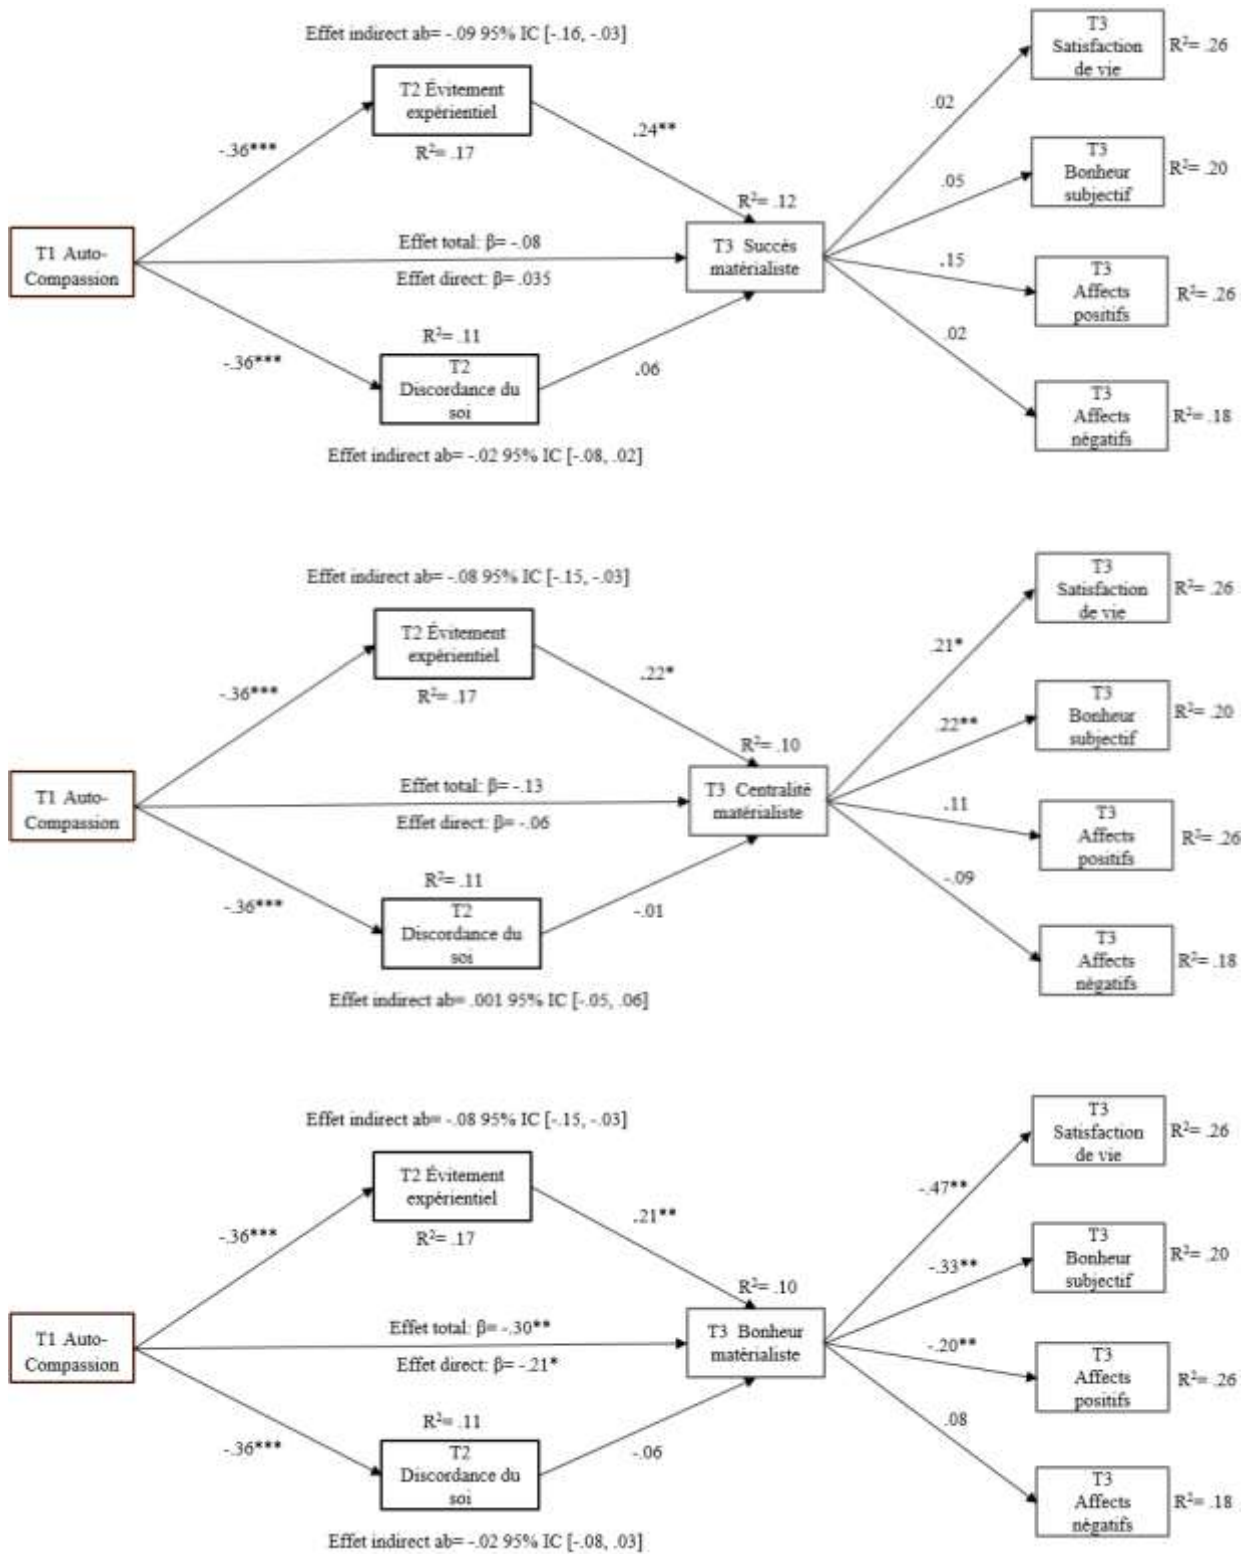 Effet indirect ab= -.09 95% IC [-.16, -.03]
T3
Satisfaction
de vie
R²= .26
T2 Évitement
expérientiel
R²= .17
-.36***
.24**
.02
T3
Bonheur
subjectif
R²= .20
.05
R²= .12
T1 Auto-
Compassion
Effet total: β= -.08
Effet direct: β= .035
T3 Succès
matérialiste
.15
T3
Affects
positifs
R²= .26
R²= .11
-.36***
T2
Discordance du
soi
.06
.02
T3
Affects
négatifs
R²= .18
Effet indirect ab= -.02 95% IC [-.08, .02]
Effet indirect ab= -.08 95% IC [-.15, -.03]
T3
Satisfaction
de vie
R²= .26
T2 Évitement
expérientiel
R²= .17
-.36***
.22*
.21*
T3
Bonheur
subjectif
R²= .20
.22**
R²= .10
T1 Auto-
Compassion
Effet total: β= -.13
Effet direct: β= -.06
T3 Centralité
matérialiste
.11
T3
Affects
positifs
R²= .26
R²= .11
-.36***
T2
Discordance du
soi
-.01
-.09
T3
Affects
négatifs
R²= .18
Effet indirect ab= .001 95% IC [-.05, .06]
Effet indirect ab= -.08 95% IC [-.15, -.03]
T3
Satisfaction
de vie
R²= .26
T2 Évitement
expérientiel
R²= .17
-.36***
.21**
-.47**
T3
Bonheur
subjectif
R²= .20
-.33**
R²= .10
T1 Auto-
Compassion
Effet total: β= -.30**
Effet direct: β= -.21*
T3 Bonheur
matérialiste
-.20**
T3
Affects
positifs
R²= .26
R²= .11
-.36***
T2
Discordance du
soi
-.06
.08
T3
Affects
négatifs
R²= .18
Effet indirect ab= -.02 95% IC [-.08, .03]